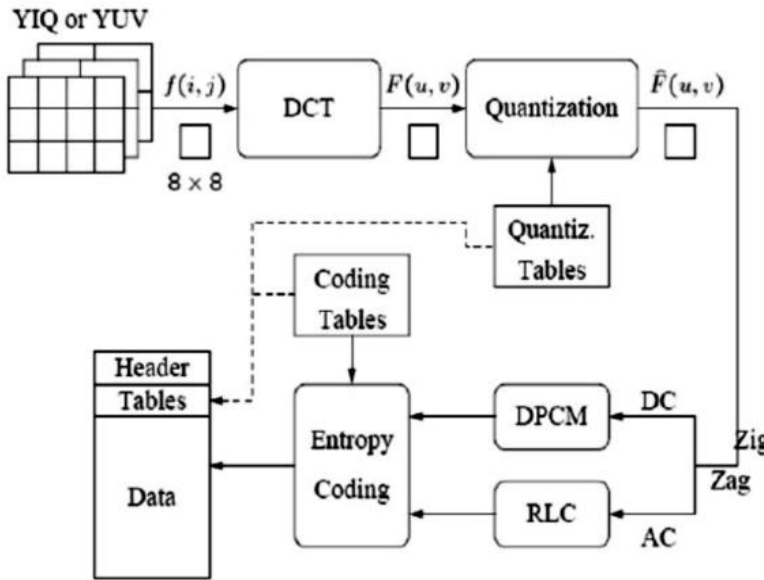 YIQ or YUV
f(i, j)
DCT
F(u, v)
Quantization
F̂(u, v)
8 × 8
Quantiz.
Tables
Coding
Tables
Header
Tables
Data
Entropy
Coding
DPCM
DC
RLC
AC
Zig
Zag